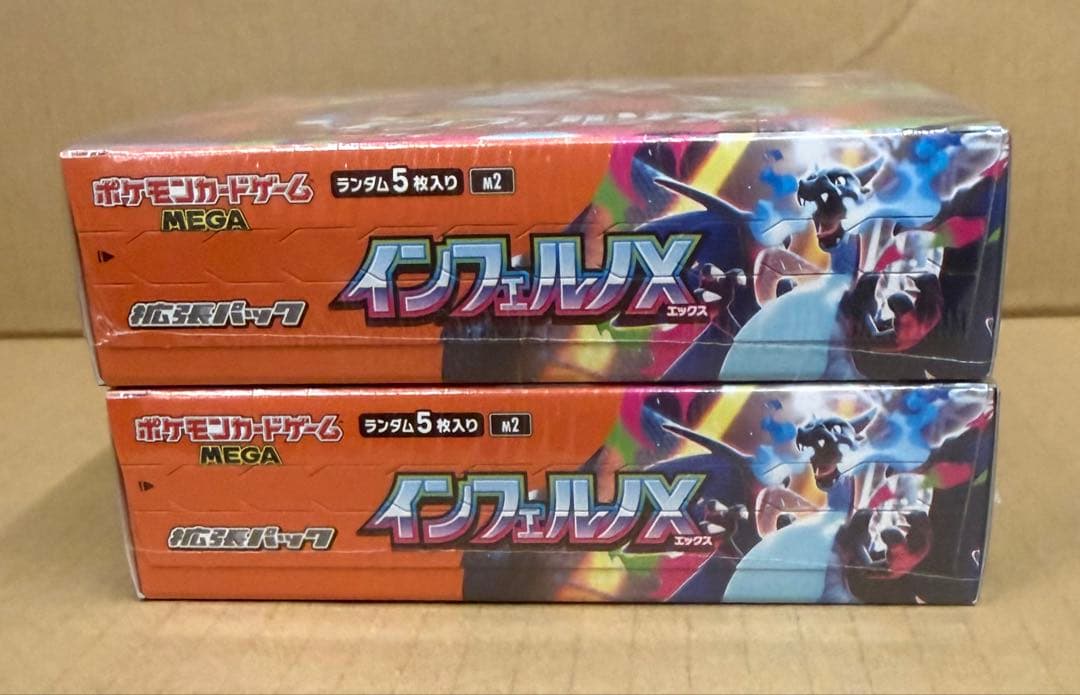 ポケモンカードゲーム
MEGA
ランダム5枚入り M2
インフェルノX
エックス
拡張パック
ポケモンカードゲーム
MEGA
ランダム5枚入り M2
インフェルノX
エックス
拡張パック